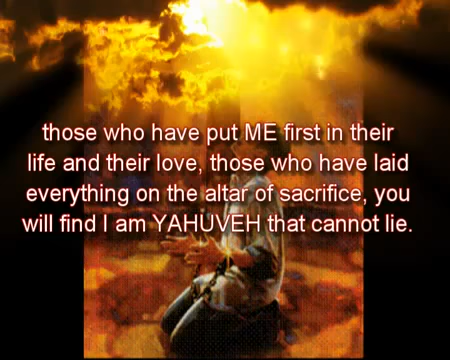 those who have put ME first in their
life and their love, those who have laid
everything on the altar of sacrifice, you
will find I am YAHUVEH that cannot lie.